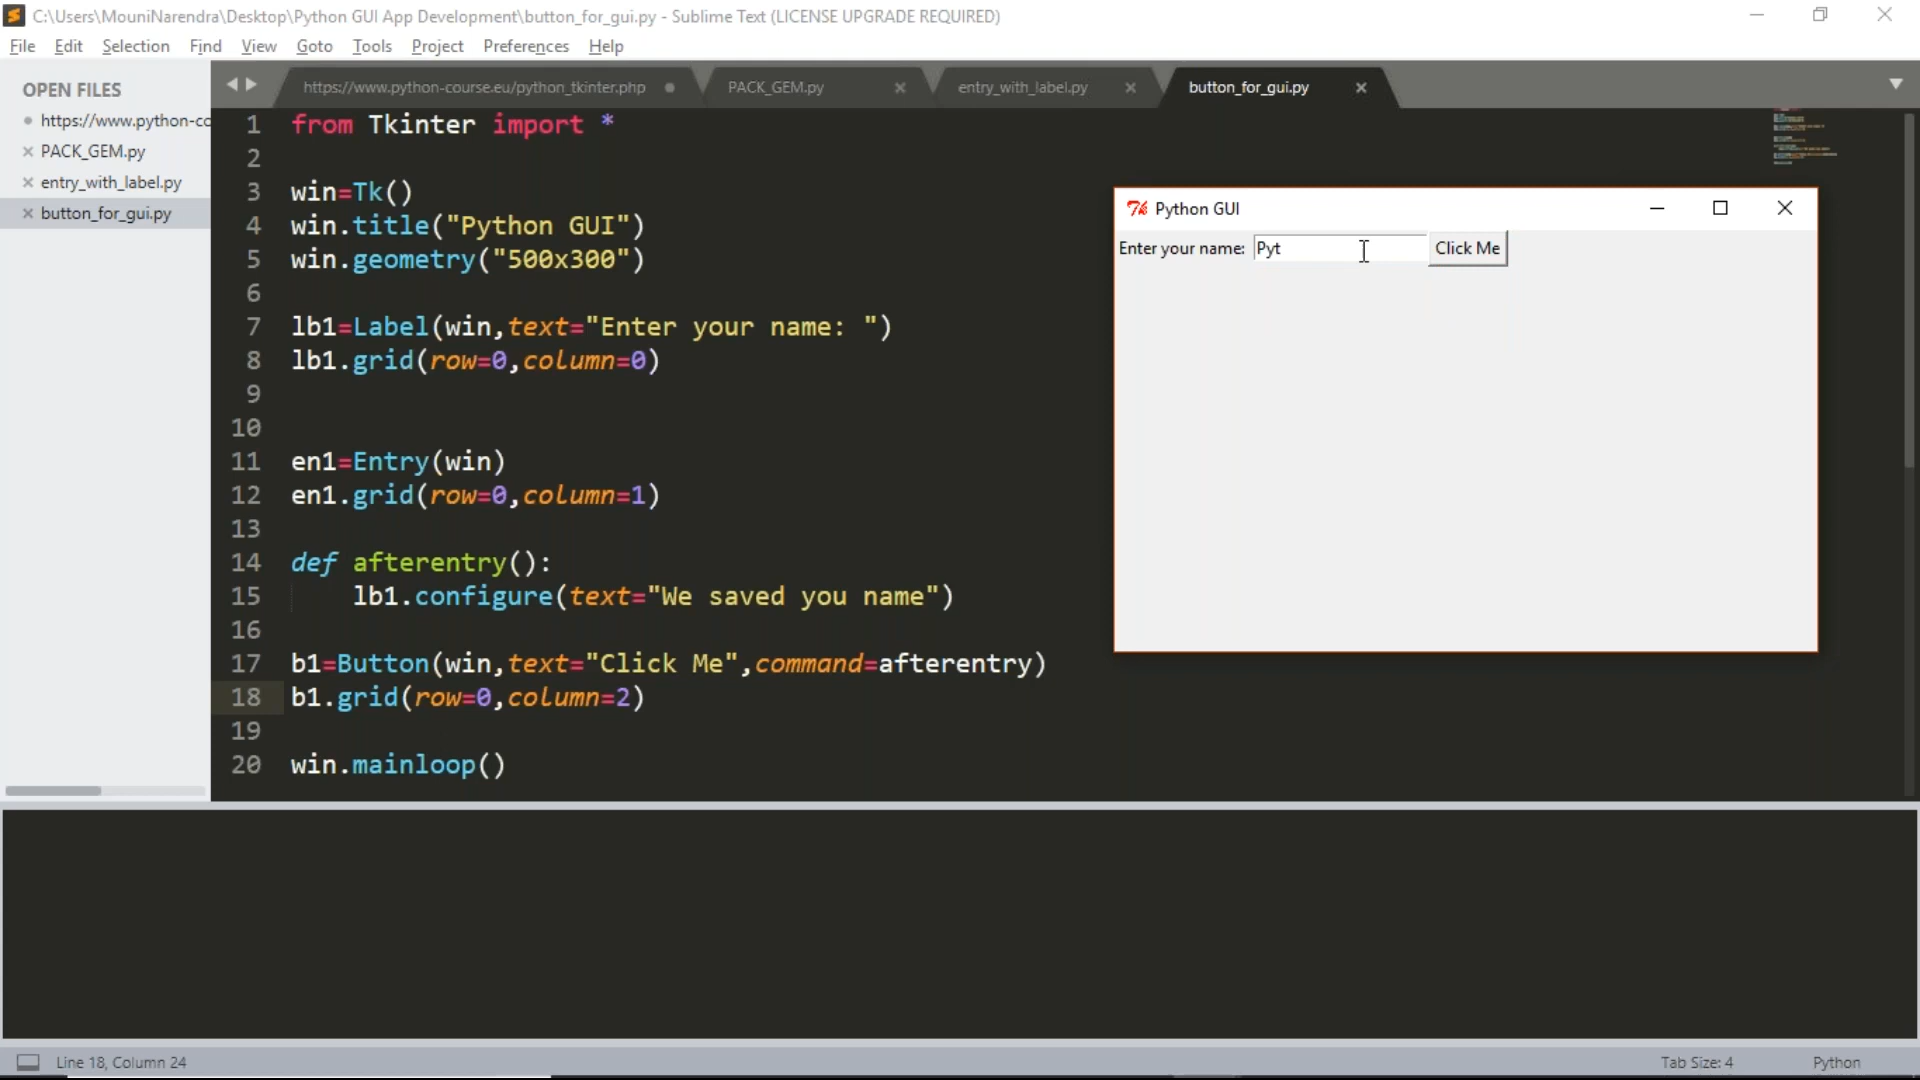 C:\Users\MouniNarendra\Desktop\Python GUI App Development\button_for_gui.py - Sublime Text (LICENSE UPGRADE REQUIRED)
File Edit Selection Find View Goto Tools Project Preferences Help
OPEN FILES
https://www.python-co
PACK_GEM.py
entry_with_label.py
button_for_gui.py
https://www.python-course.eu/python_tkinter.php PACK_GEM.py entry_with_label.py button_for_gui.py
1 from Tkinter import *
2
3 win=Tk()
4 win.title("Python GUI")
5 win.geometry("500x300")
6
7 lb1=Label(win,text="Enter your name: ")
8 lb1.grid(row=0,column=0)
9
10
11 en1=Entry(win)
12 en1.grid(row=0,column=1)
13
14 def afterentry():
15 lb1.configure(text="We saved you name")
16
17 b1=Button(win,text="Click Me",command=afterentry)
18 b1.grid(row=0,column=2)
19
20 win.mainloop()
Python GUI
Enter your name: Pyt Click Me
Line 18, Column 24 Tab Size: 4 Python